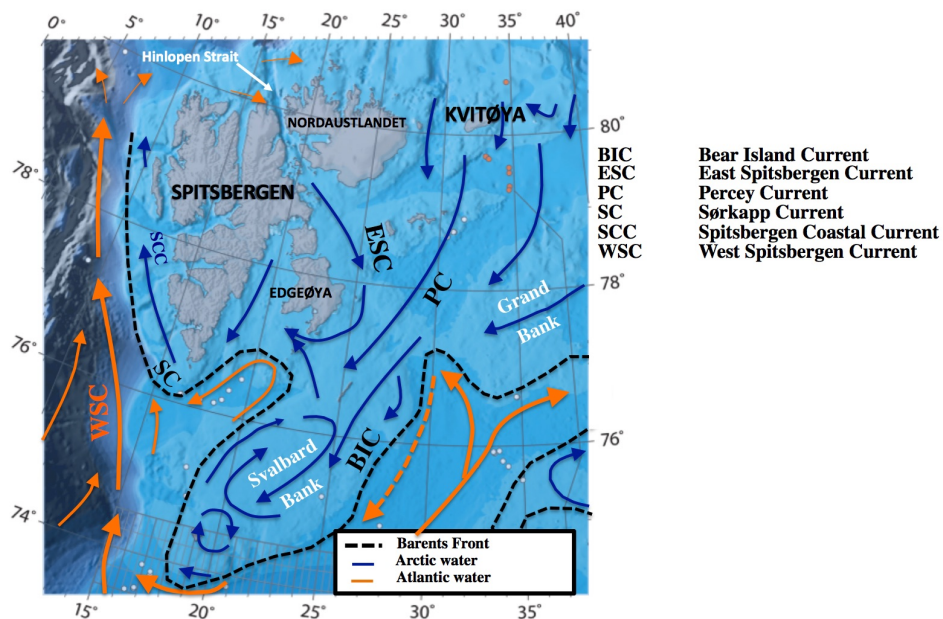 0° 5° 10° 15° 20° 25° 30° 35° 40°
Hinlopen Strait
NORDAUSTLANDET
KVITØYA
80°
78°
SPITSBERGEN
BIC Bear Island Current
ESC East Spitsbergen Current
PC Percey Current
SC Sørkapp Current
SCC Spitsbergen Coastal Current
WSC West Spitsbergen Current
SCC
ESC
EDGEØYA
PC
Grand
Bank
78°
76°
SC
WSC
BIC
Svalbard
Bank
76°
74°
Barents Front
Arctic water
Atlantic water
15° 20° 25° 30° 35°